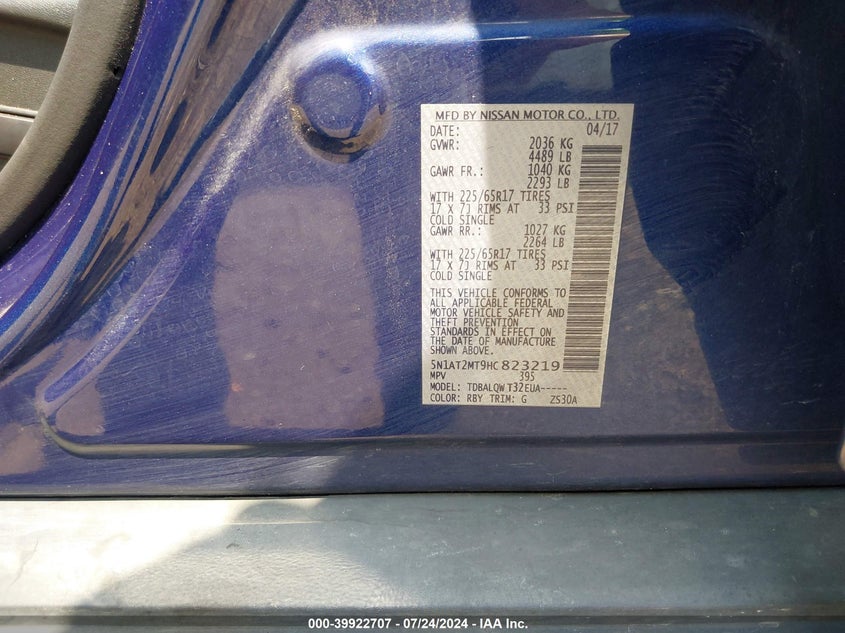 MFD BY NISSAN MOTOR CO., LTD.
DATE: 04/17
GVWR: 2036 KG
4489 LB
GAWR FR.: 1040 KG
2293 LB
WITH 225/65R17 TIRES
17 X 7J RIMS AT 33 PSI
COLD SINGLE
GAWR RR.: 1027 KG
2264 LB
WITH 225/65R17 TIRES
17 X 7J RIMS AT 33 PSI
COLD SINGLE
THIS VEHICLE CONFORMS TO
ALL APPLICABLE FEDERAL
MOTOR VEHICLE SAFETY AND
THEFT PREVENTION
STANDARDS IN EFFECT ON
THE DATE OF MANUFACTURE
SHOWN ABOVE.
5N1AT2MT9HC823219
MPV 395
MODEL: TDBALQW T32EUA-----
COLOR: RBY TRIM: G ZS30A
000-39922707 - 07/24/2024 - IAA Inc.